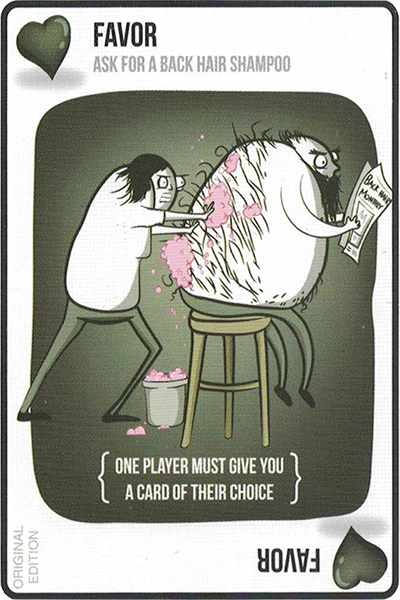 FAVOR
ASK FOR A BACK HAIR SHAMPOO
BACK HAIR
MONTHLY
ONE PLAYER MUST GIVE YOU
A CARD OF THEIR CHOICE
ORIGINAL
EDITION
FAVOR